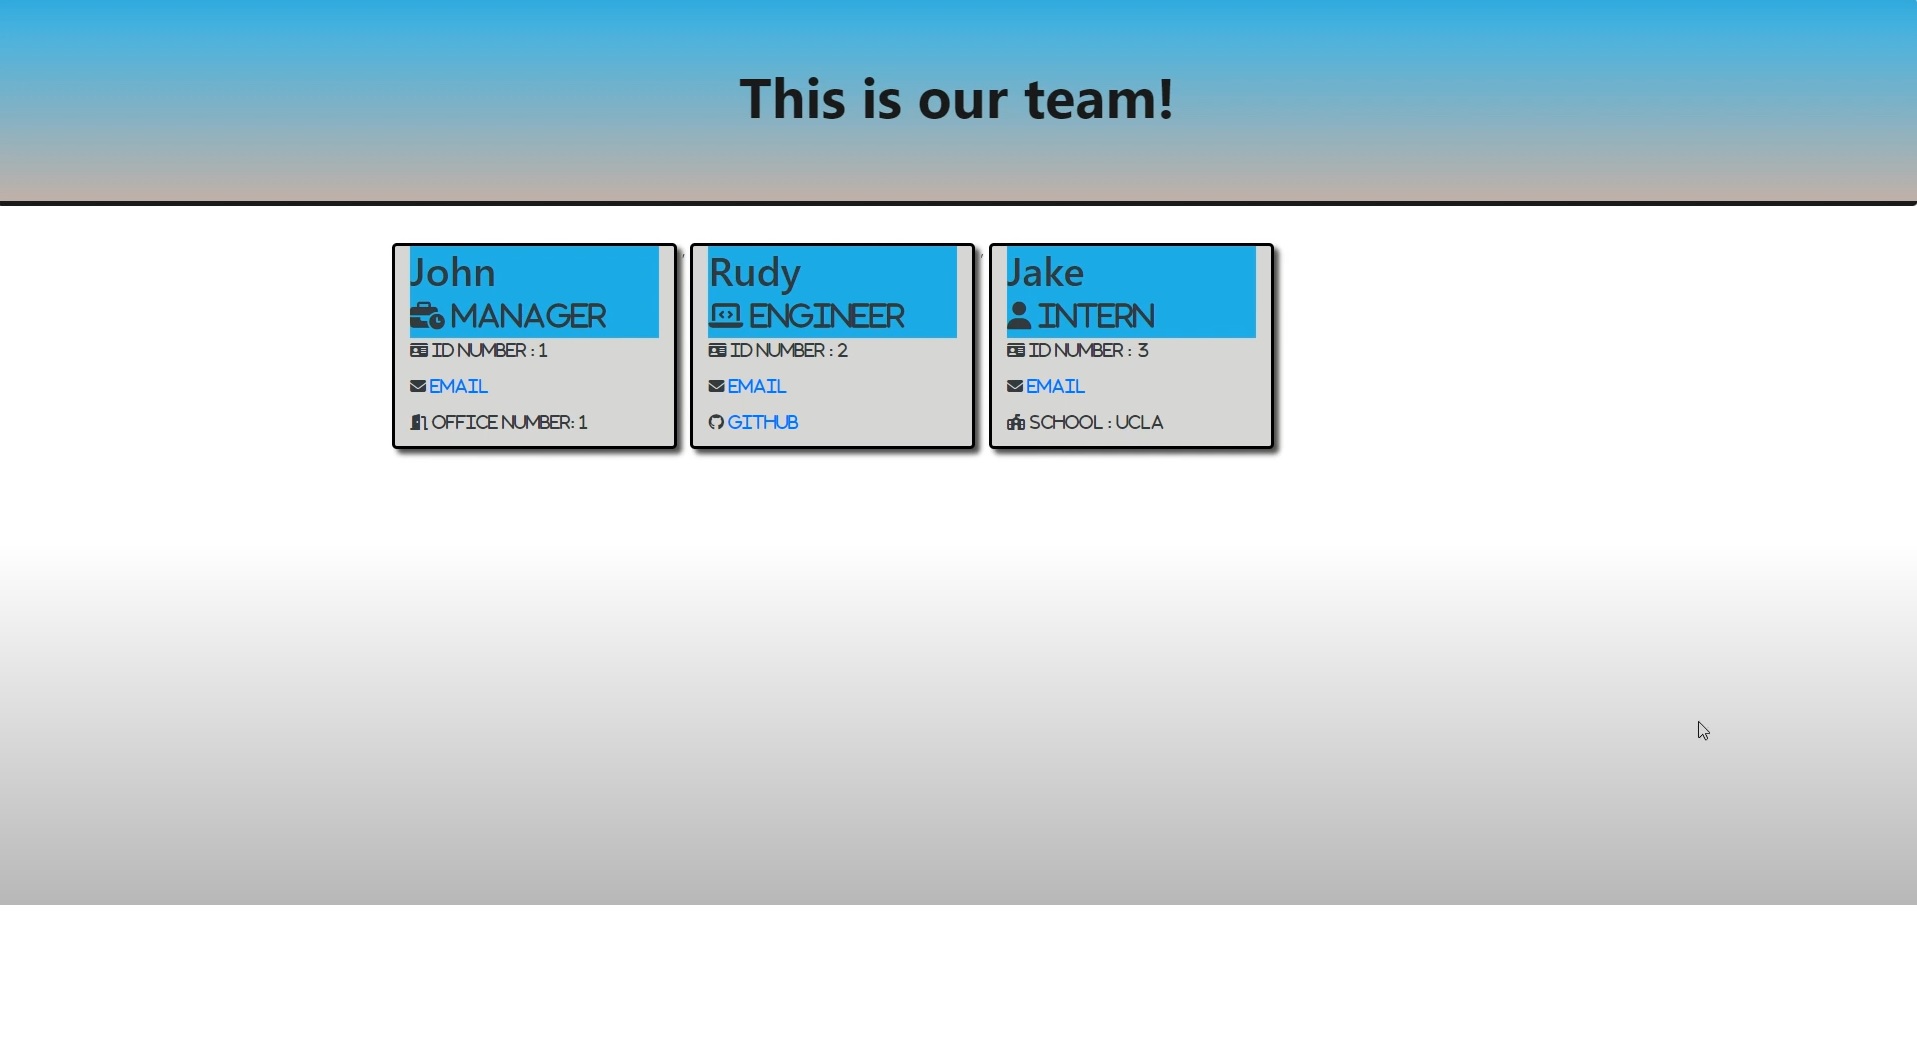 This is our team!
John
MANAGER
ID NUMBER : 1
EMAIL
OFFICE NUMBER: 1
,
Rudy
ENGINEER
ID NUMBER : 2
EMAIL
GITHUB
,
Jake
INTERN
ID NUMBER : 3
EMAIL
SCHOOL : UCLA